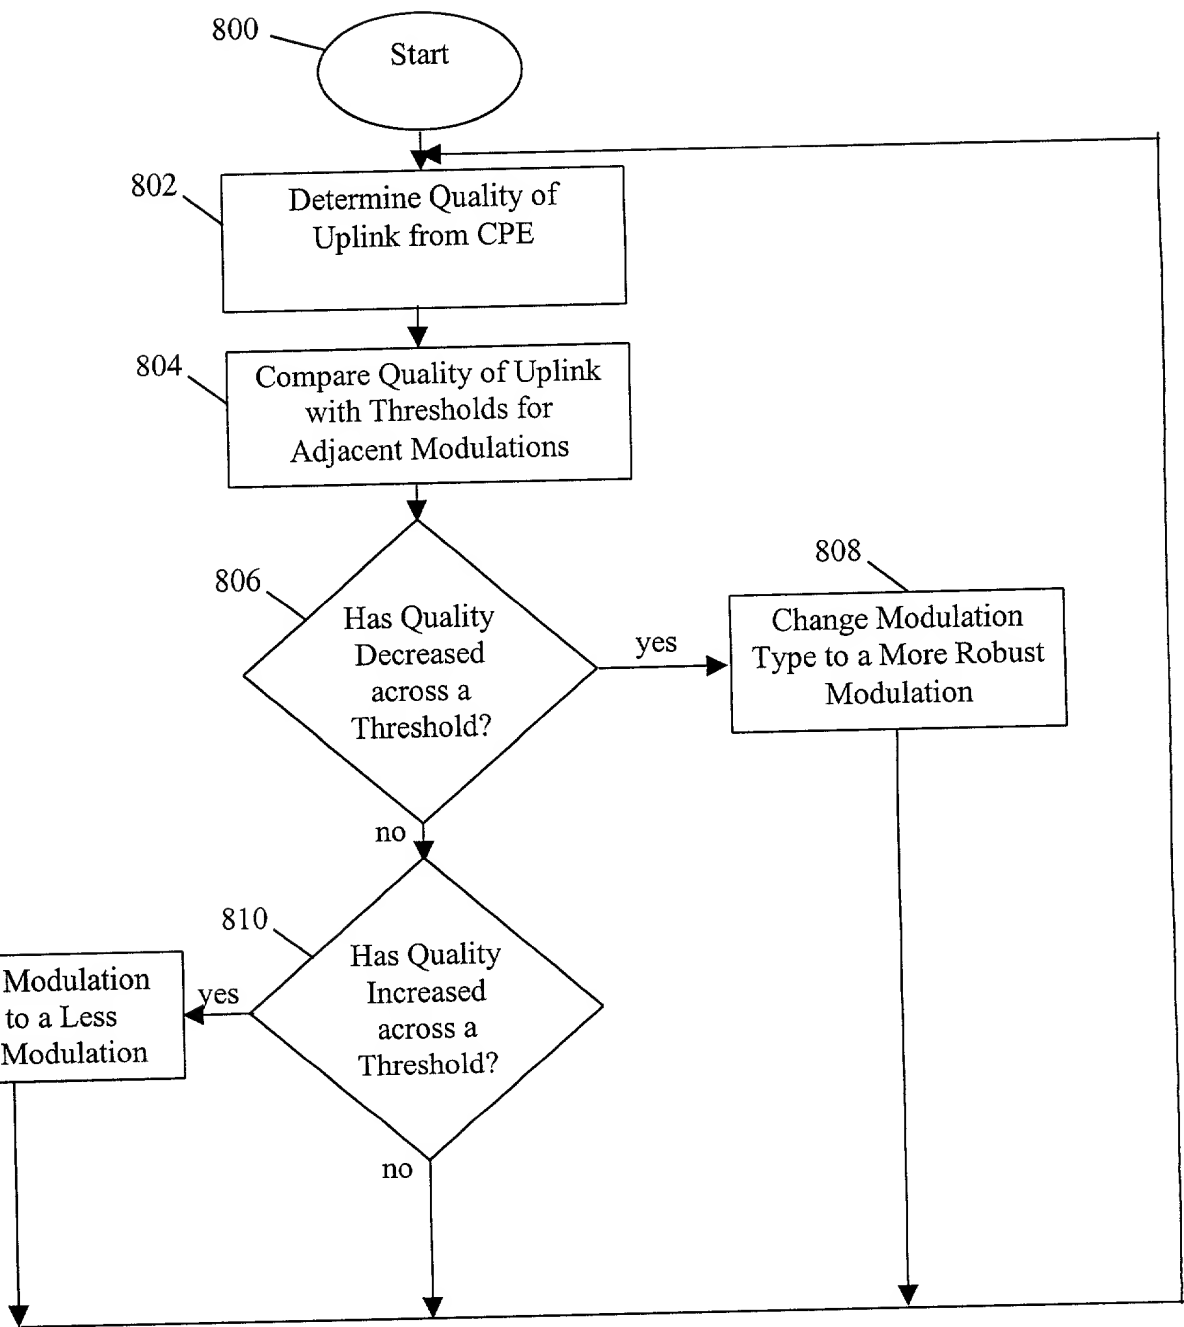 800
Start
802
Determine Quality of
Uplink from CPE
804
Compare Quality of Uplink
with Thresholds for
Adjacent Modulations
806
Has Quality
Decreased
across a
Threshold?
yes
808
Change Modulation
Type to a More Robust
Modulation
no
810
Has Quality
Increased
across a
Threshold?
yes
Modulation
to a Less
Modulation
no